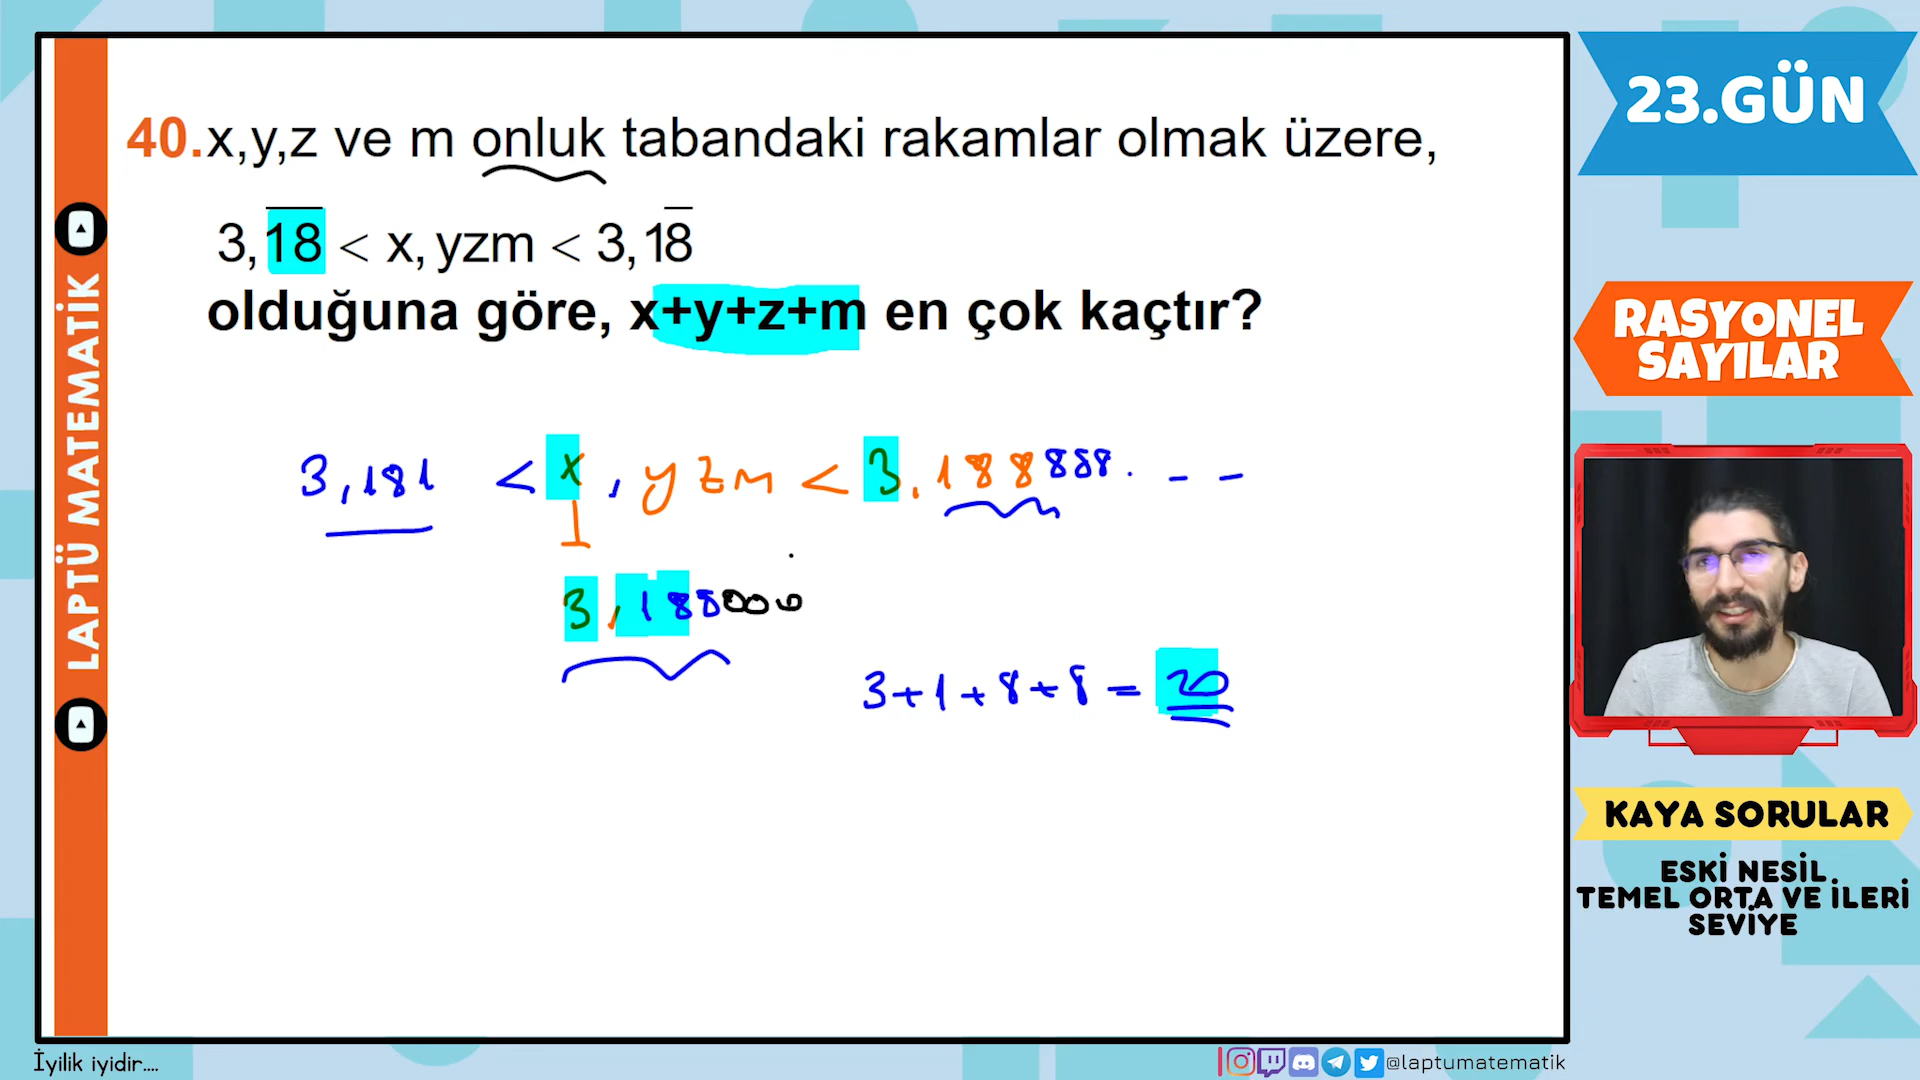 LAPTÜ MATEMATİK
40.x,y,z ve m onluk tabandaki rakamlar olmak üzere,
3,1̅8̅ < x,yzm < 3,18̅
olduğuna göre, x+y+z+m en çok kaçtır?
3,181 < x,yzm < 3,188888. - -
3,188000
3+1+8+8=20
23.GÜN
RASYONEL
SAYILAR
KAYA SORULAR
ESKİ NESİL
TEMEL ORTA VE İLERİ
SEVİYE
İyilik iyidir....
@laptumatematik